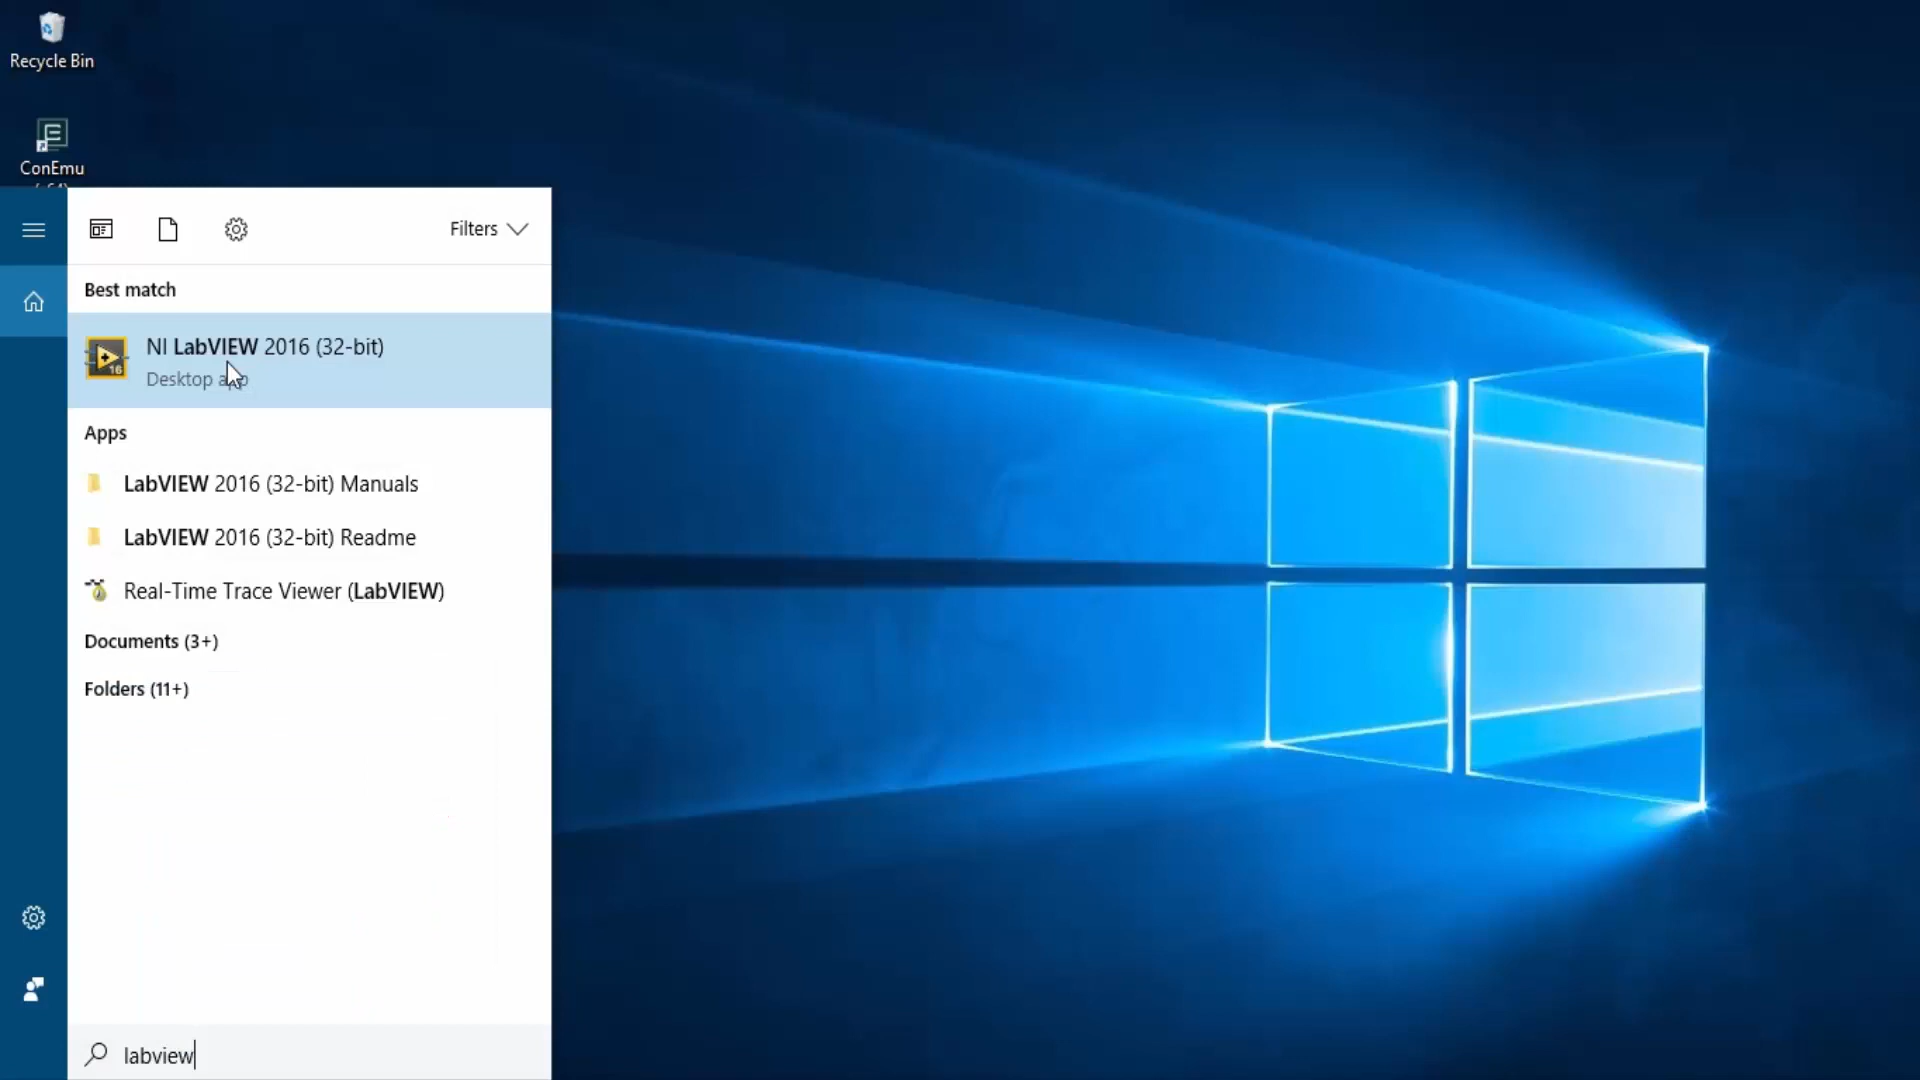 Recycle Bin
ConEmu
Filters
Best match
NI LabVIEW 2016 (32-bit)
16
Desktop app
Apps
LabVIEW 2016 (32-bit) Manuals
LabVIEW 2016 (32-bit) Readme
Real-Time Trace Viewer (LabVIEW)
Documents (3+)
Folders (11+)
labview